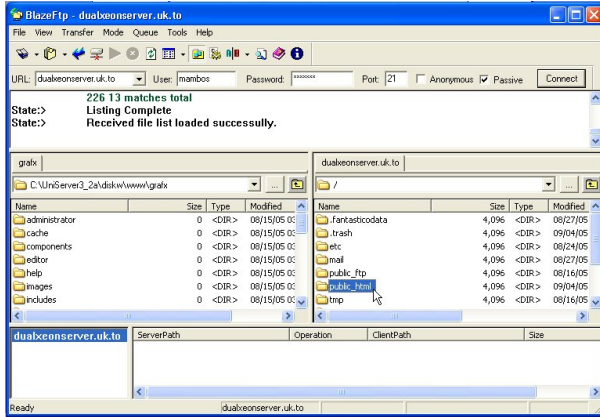 BlazeFtp - dualxeonserver.uk.to
File View Transfer Mode Queue Tools Help
URL: dualxeonserver.uk.to User: mambos Password: ******** Port: 21 Anonymous Passive Connect
226 13 matches total
State:> Listing Complete
State:> Received file list loaded successully.
grafx
C:\UniServer3_2a\diskw\www\grafx ...
Name Size Type Modified
administrator 0 <DIR> 08/15/05 03
cache 0 <DIR> 08/15/05 03
components 0 <DIR> 08/15/05 03
editor 0 <DIR> 08/15/05 03
help 0 <DIR> 08/15/05 03
images 0 <DIR> 08/15/05 03
includes 0 <DIR> 08/15/05 03
dualxeonserver.uk.to
/ ...
Name Size Type Modified
.fantasticodata 4,096 <DIR> 08/27/05
.trash 4,096 <DIR> 09/04/05
etc 4,096 <DIR> 08/24/05
mail 4,096 <DIR> 08/27/05
public_ftp 4,096 <DIR> 08/16/05
public_html 4,096 <DIR> 09/04/05
tmp 4,096 <DIR> 08/16/05
dualxeonserver.uk.to
ServerPath Operation ClientPath Size
Ready dualxeonserver.uk.to